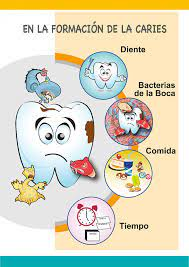 EN LA FORMACIÓN DE LA CARIES
Diente
Bacterias
de la Boca
Comida
Tiempo